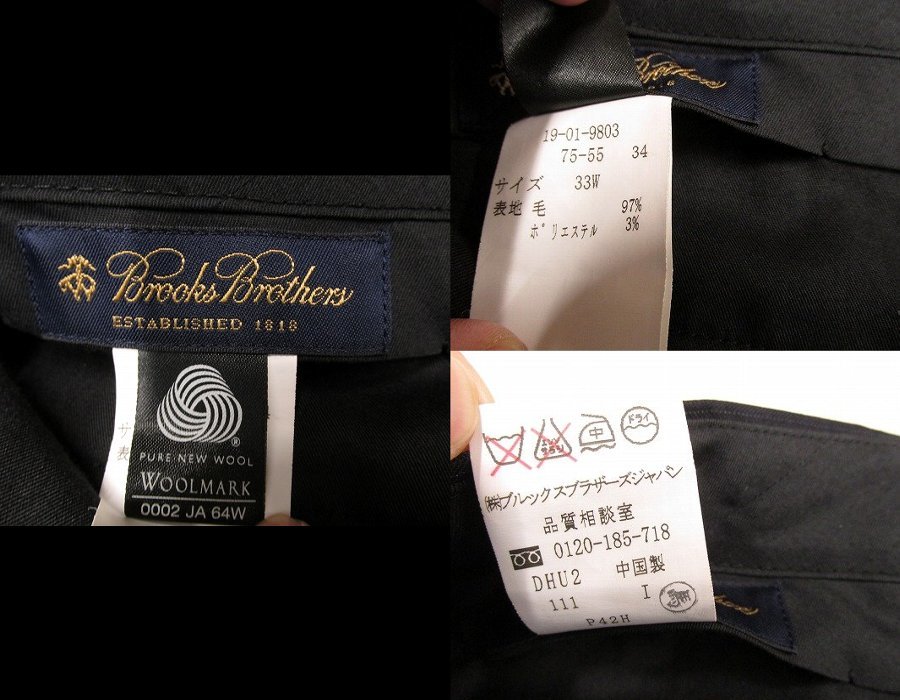 Brooks Brothers
ESTABLISHED 1818
サ
表
PURE NEW WOOL
WOOLMARK
0002 JA 64W
Brothers
19-01-9803
75-55 34
サイズ 33W
表地 毛 97%
ポリエステル 3%
中 ドライ
㈱ブルックスブラザーズジャパン
品質相談室
0120-185-718
DHU2 中国製
111 I
P42H